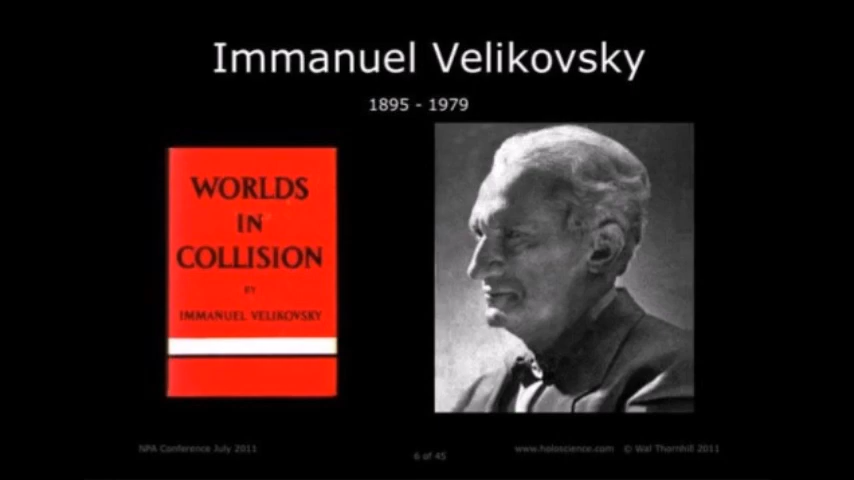 Immanuel Velikovsky
1895 - 1979
WORLDS
IN
COLLISION
BY
IMMANUEL VELIKOVSKY
NPA Conference July 2011
6 of 45
www.holoscience.com © Wal Thornhill 2011